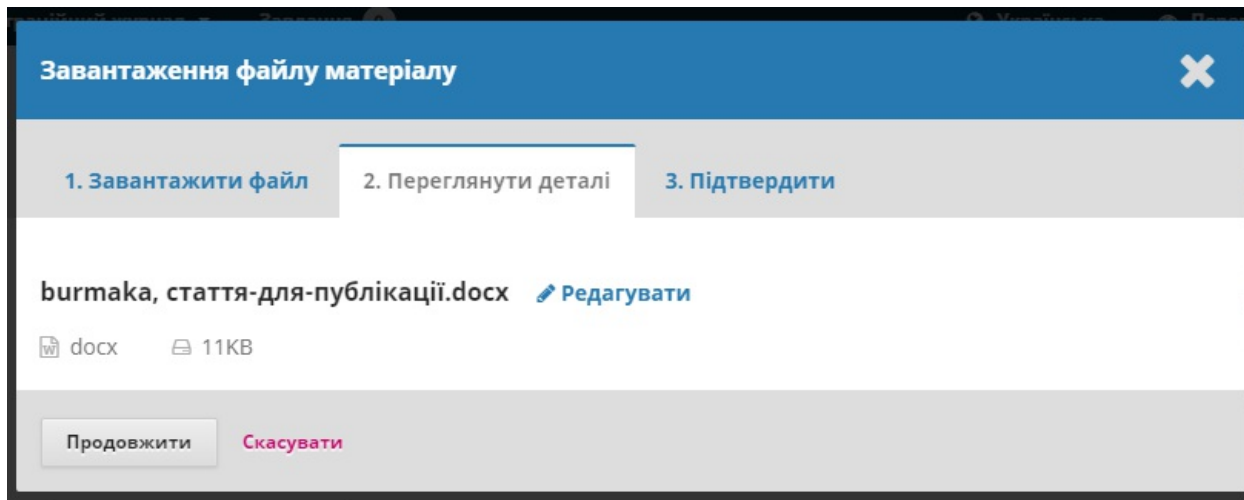 Завантаження файлу матеріалу
1. Завантажити файл 2. Переглянути деталі 3. Підтвердити
burmaka, стаття-для-публікації.docx Редагувати
docx 11KB
Продовжити Скасувати